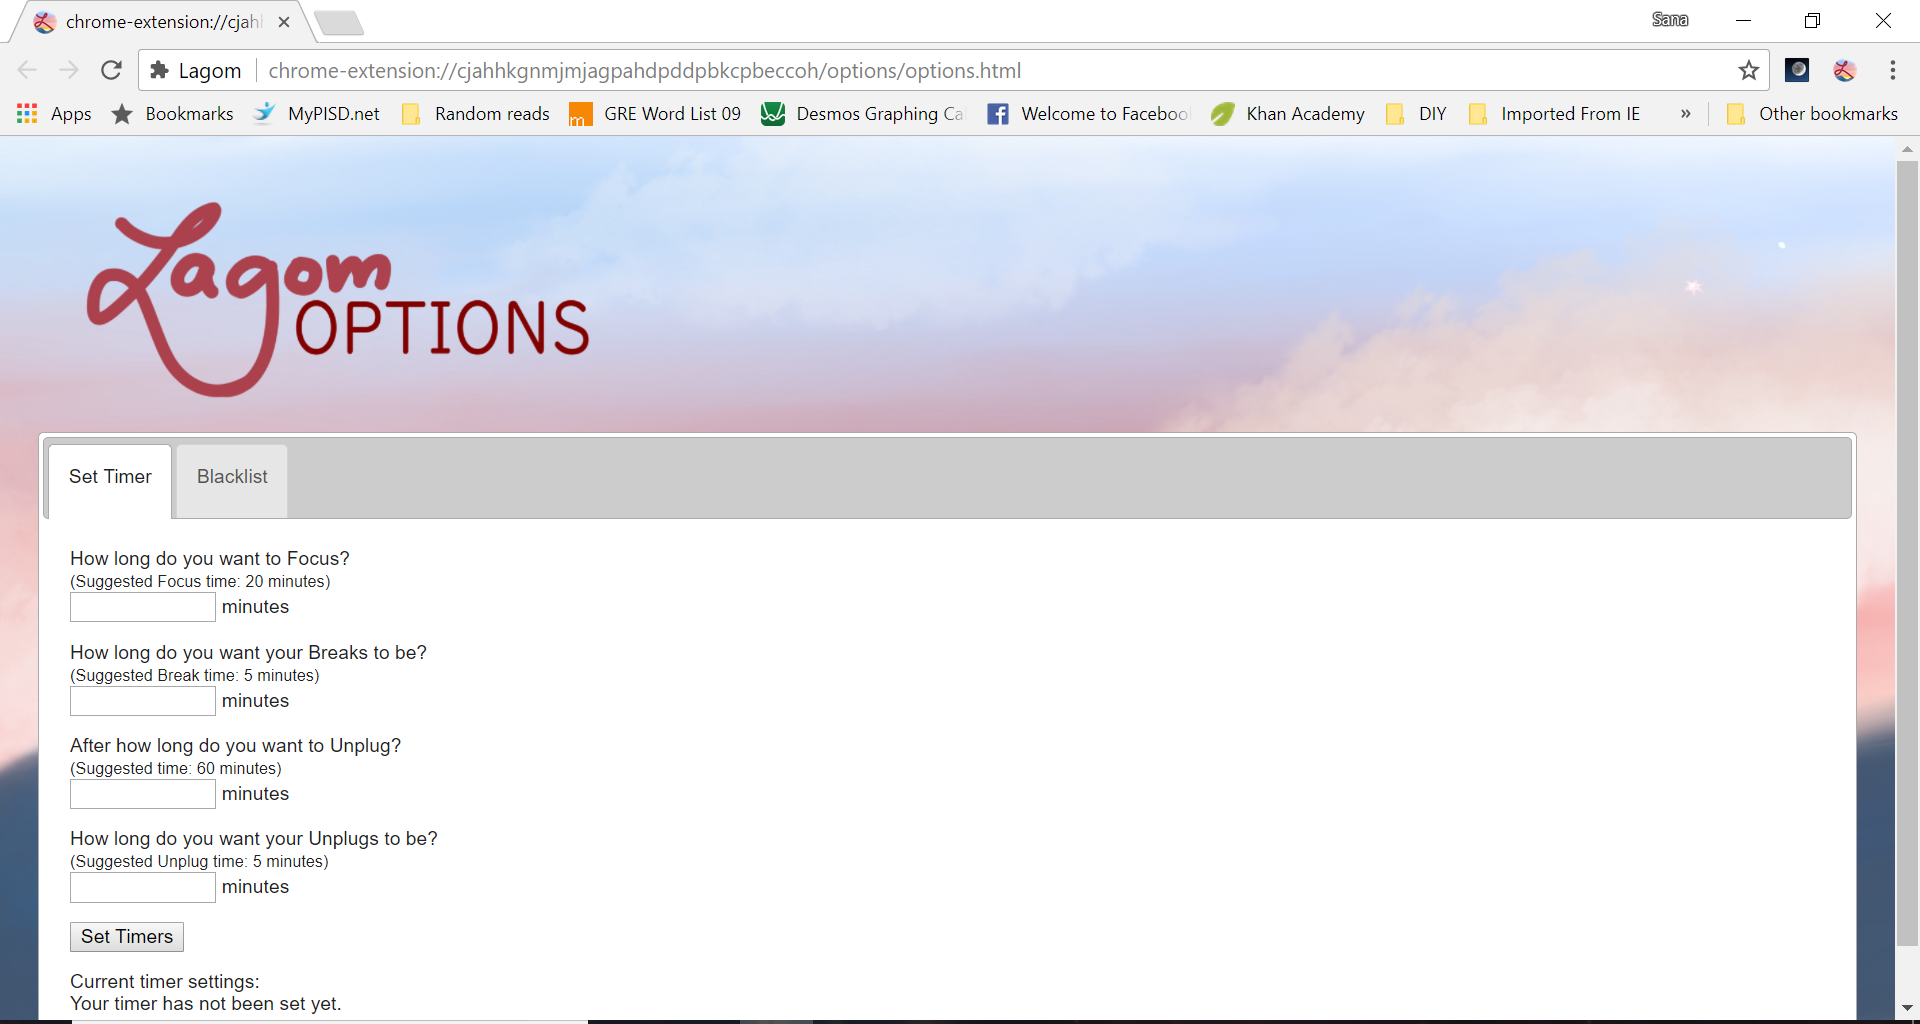 chrome-extension://cjah
Sana
Lagom chrome-extension://cjahhkgnmjmjagpahdpddpbkcpbeccoh/options/options.html
Apps Bookmarks MyPISD.net Random reads GRE Word List 09 Desmos Graphing Ca Welcome to Faceboo Khan Academy DIY Imported From IE » Other bookmarks
Lagom
OPTIONS
Set Timer Blacklist
How long do you want to Focus?
(Suggested Focus time: 20 minutes)
minutes
How long do you want your Breaks to be?
(Suggested Break time: 5 minutes)
minutes
After how long do you want to Unplug?
(Suggested time: 60 minutes)
minutes
How long do you want your Unplugs to be?
(Suggested Unplug time: 5 minutes)
minutes
Set Timers
Current timer settings:
Your timer has not been set yet.